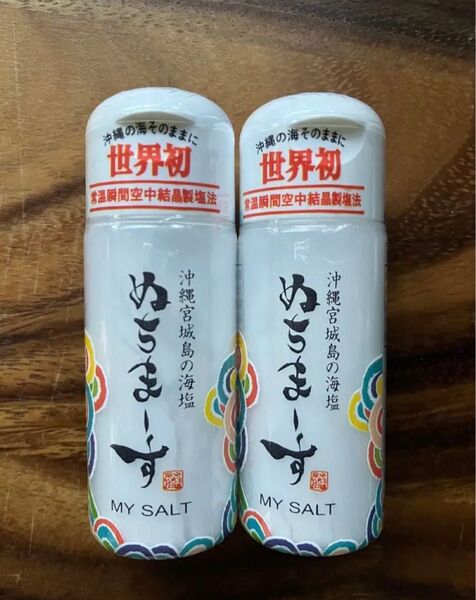 沖縄の海そのままに
世界初
常温瞬間空中結晶製塩法
沖縄宮城島の海塩
ぬちまーす
MY SALT
沖縄の海そのままに
世界初
常温瞬間空中結晶製塩法
沖縄宮城島の海塩
ぬちまーす
MY SALT